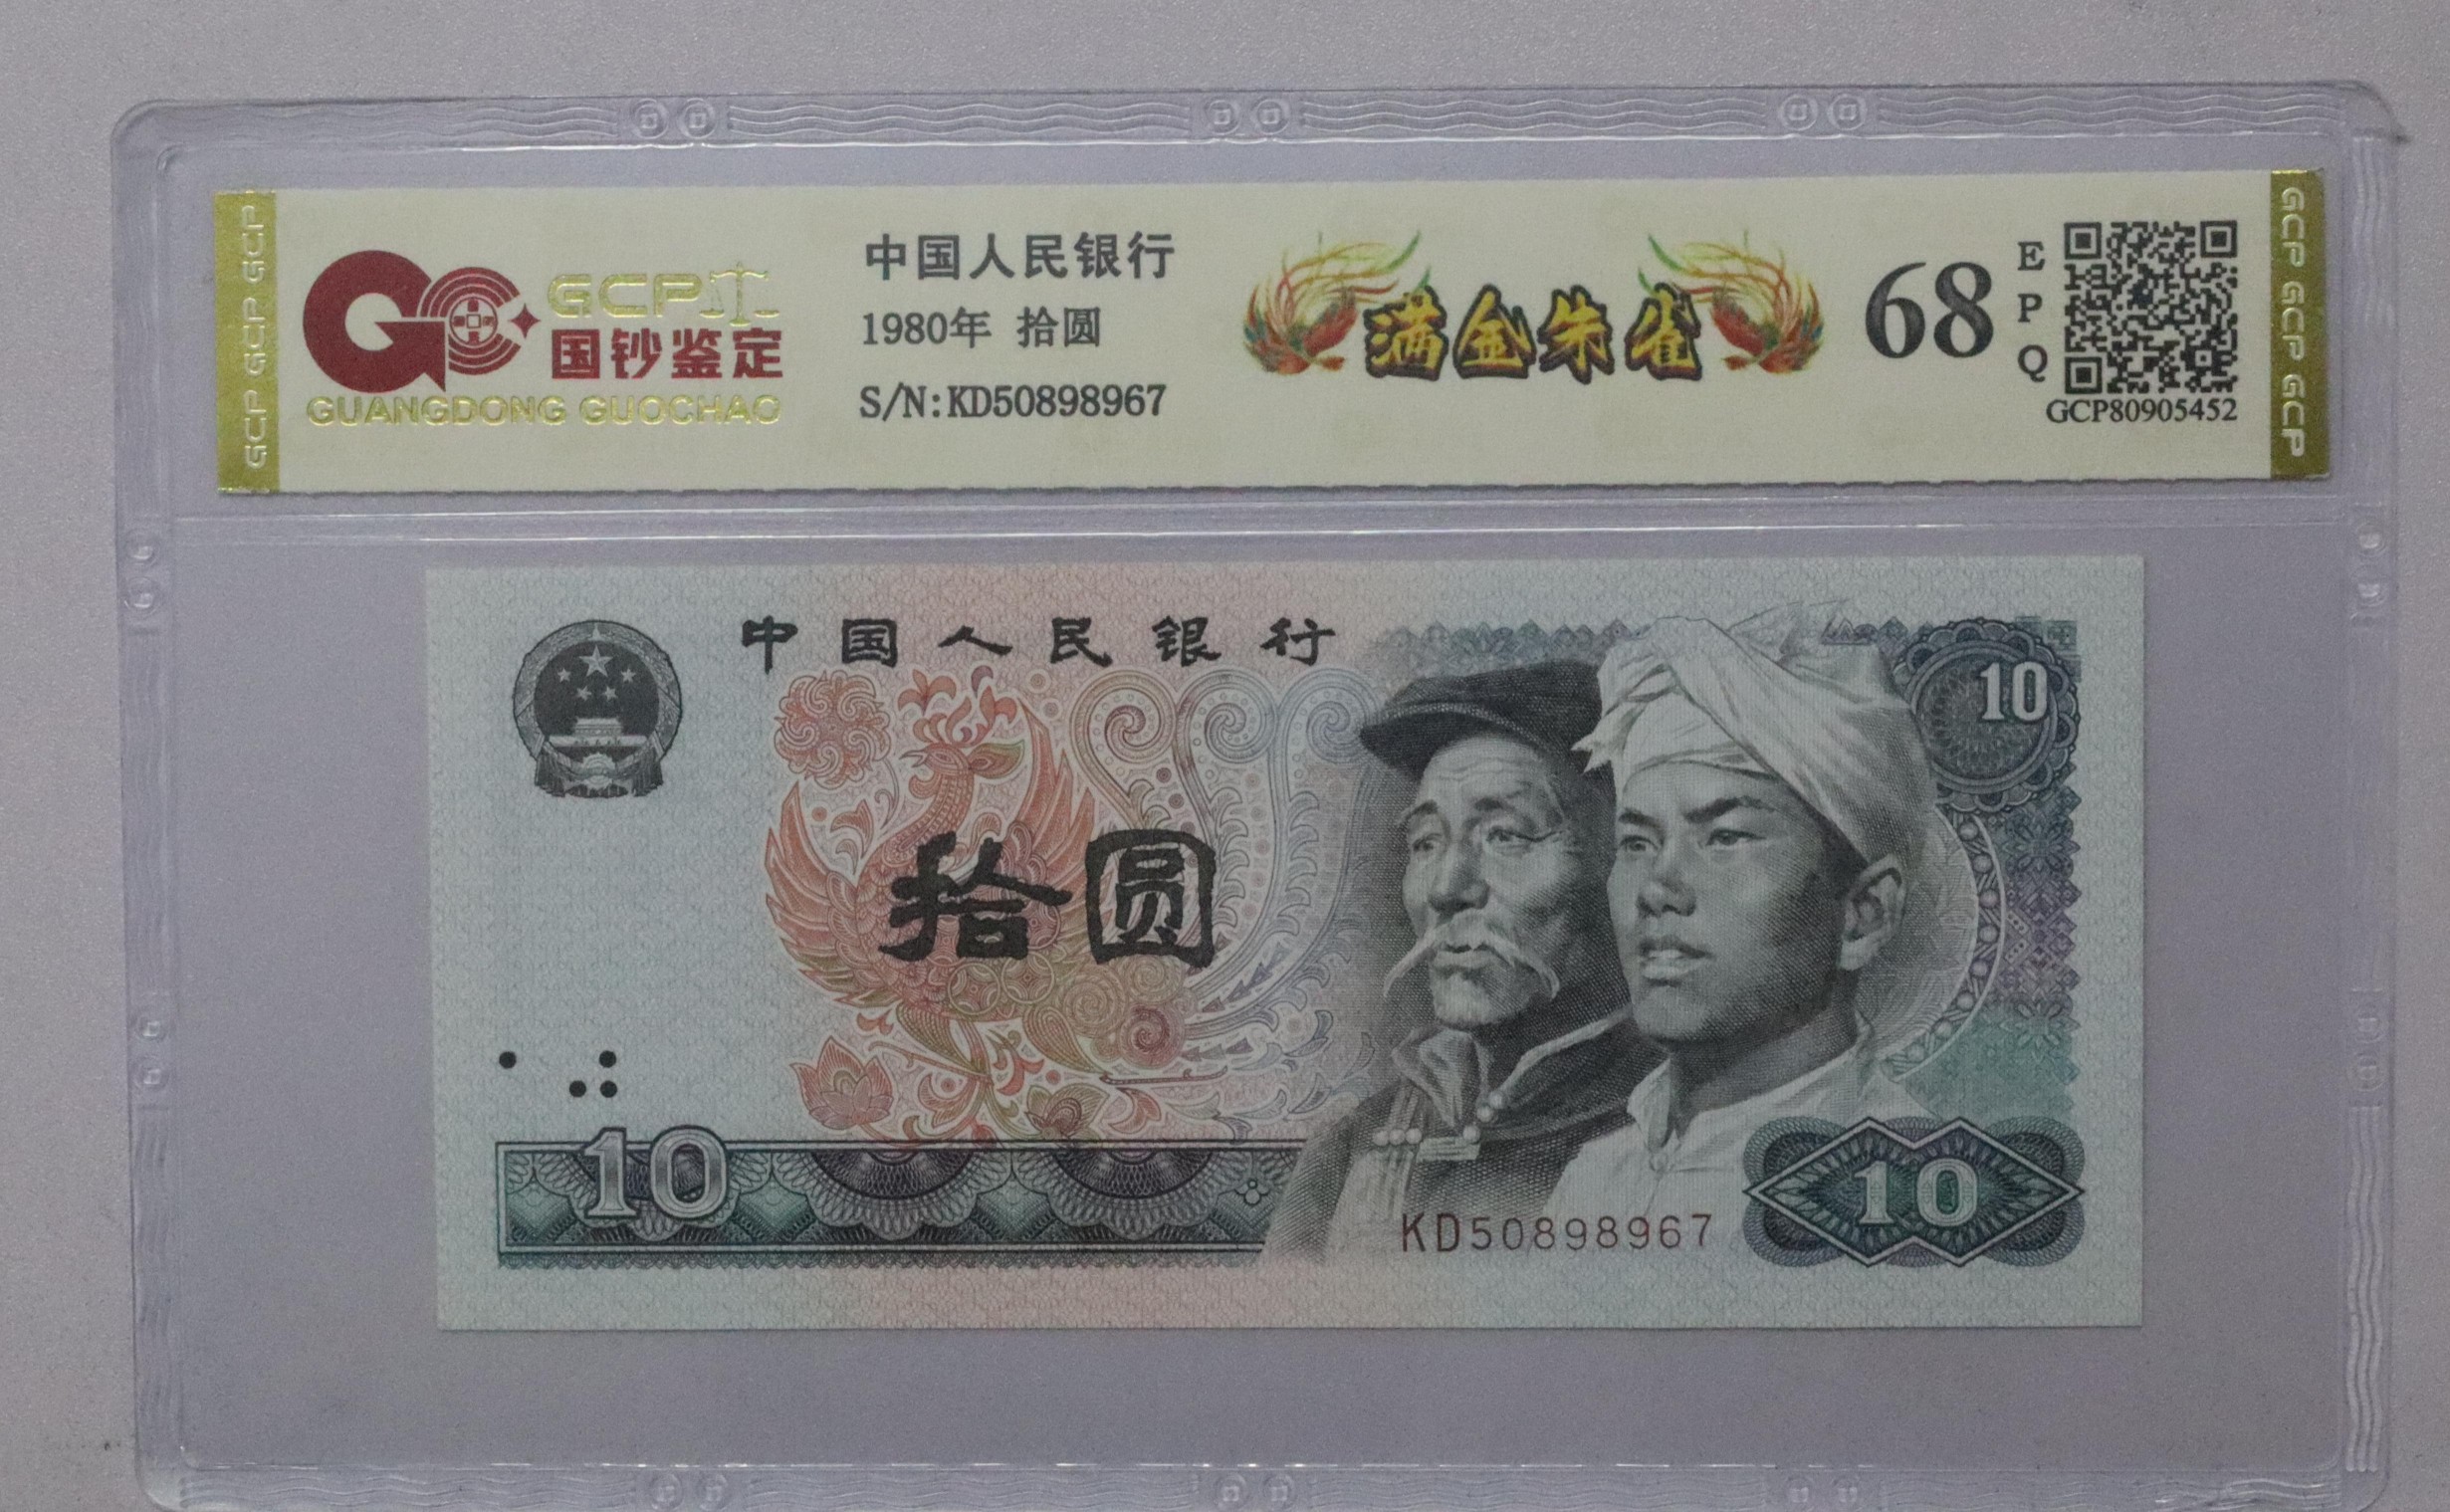 GCP GCP GCP
GCP
国钞鉴定
GUANGDONG GUOCHAO
中国人民银行
1980年 拾圆
S/N:KD50898967
满金朱雀
68
EPQ
GCP80905452
GCP GCP GCP
中国人民银行
10
拾圆
10
KD50898967
10